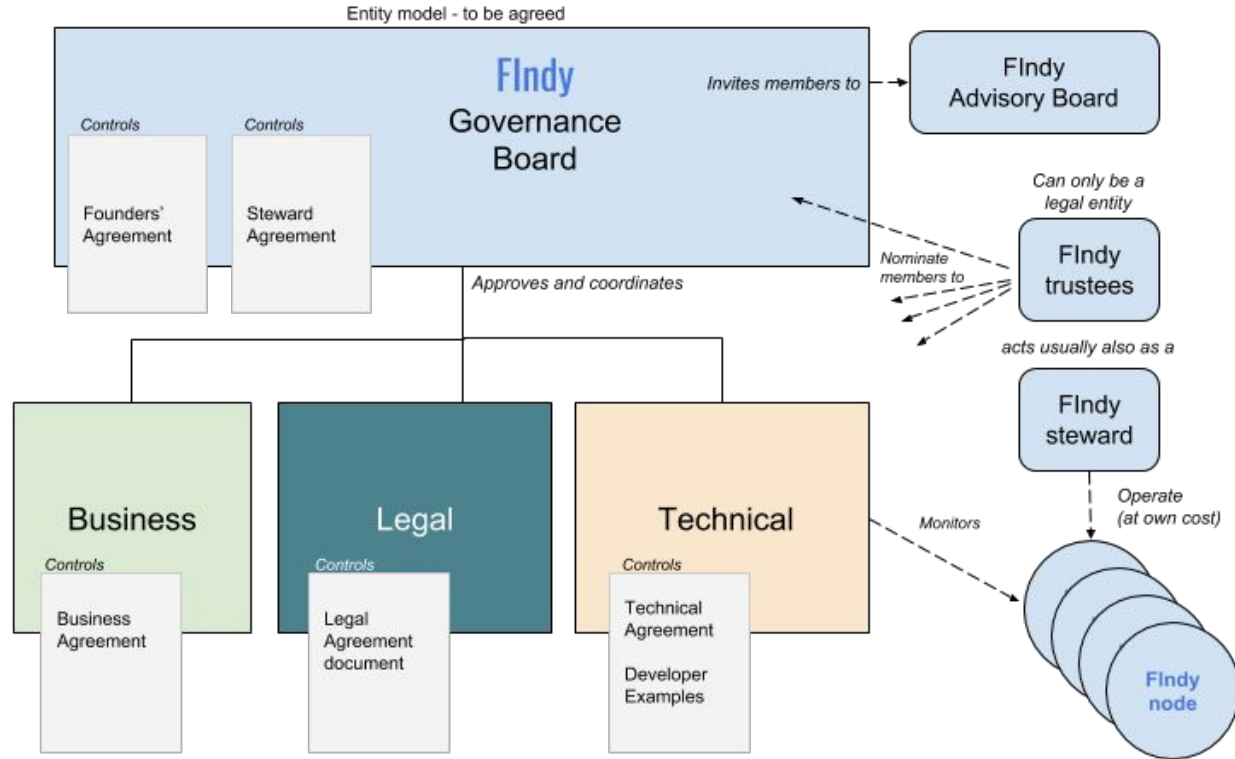 Entity model - to be agreed
FIndy
Governance
Board
Invites members to
FIndy
Advisory Board
Controls
Founders’
Agreement
Controls
Steward
Agreement
Can only be a
legal entity
FIndy
trustees
Nominate
members to
Approves and coordinates
acts usually also as a
FIndy
steward
Operate
(at own cost)
Business
Controls
Business
Agreement
Legal
Controls
Legal
Agreement
document
Technical
Controls
Technical
Agreement
Developer
Examples
Monitors
FIndy
node